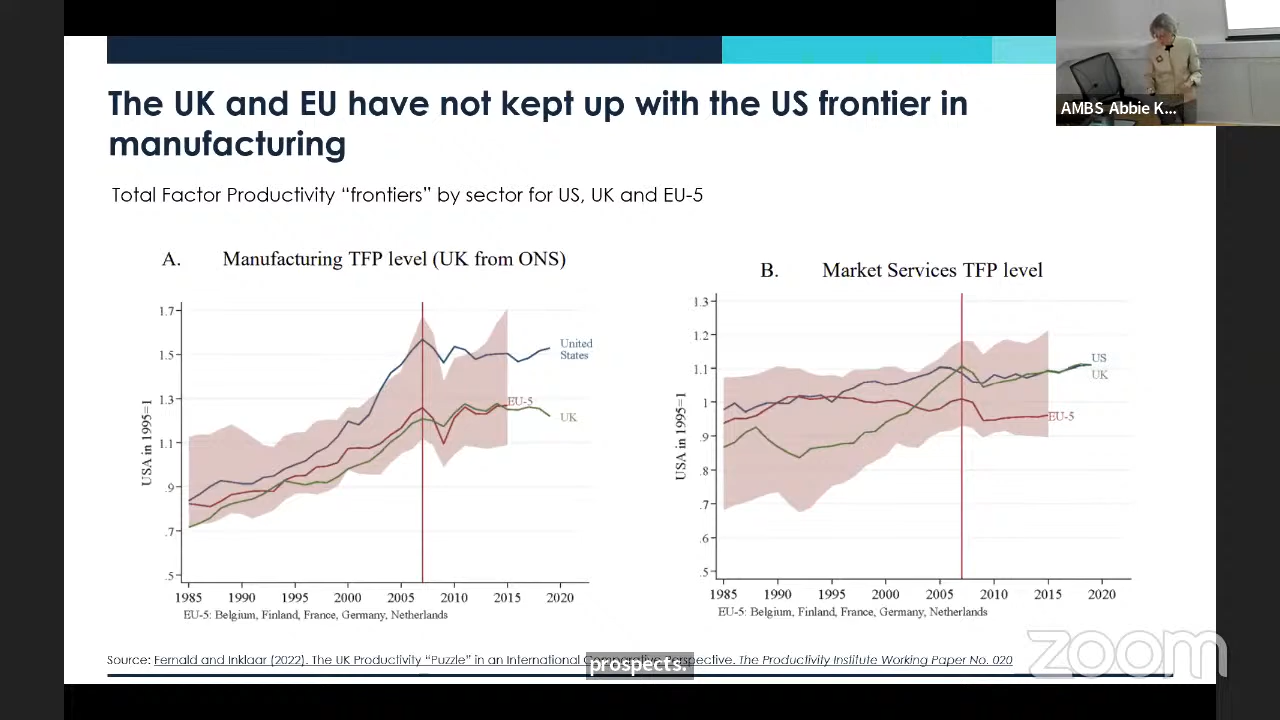 The UK and EU have not kept up with the US frontier in
manufacturing
AMBS Abbie K...
Total Factor Productivity “frontiers” by sector for US, UK and EU-5
A. Manufacturing TFP level (UK from ONS)
USA in 1995=1
1.7
1.5
1.3
1.1
.9
.7
.5
United
States
EU-5
UK
1985 1990 1995 2000 2005 2010 2015 2020
EU-5: Belgium, Finland, France, Germany, Netherlands
B. Market Services TFP level
USA in 1995=1
1.3
1.2
1.1
1
.9
.8
.7
.6
.5
US
UK
EU-5
1985 1990 1995 2000 2005 2010 2015 2020
EU-5: Belgium, Finland, France, Germany, Netherlands
Source: Fernald and Inklaar (2022). The UK Productivity “Puzzle” in an International Perspective. The Productivity Institute Working Paper No. 020
prospects.
zoom